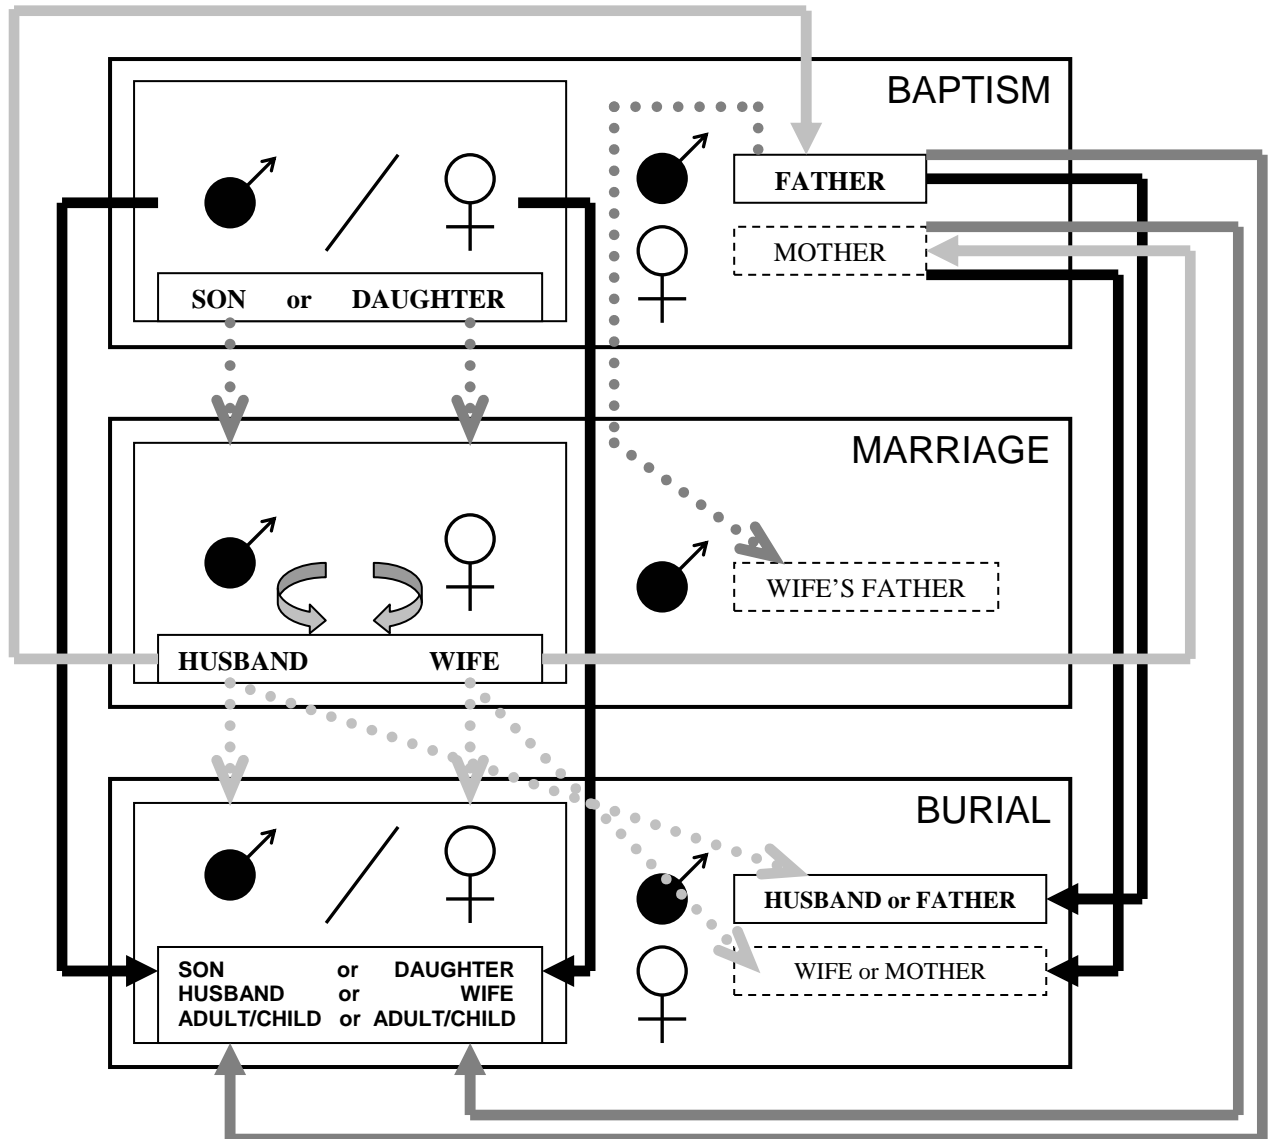 BAPTISM
FATHER
MOTHER
SON or DAUGHTER
MARRIAGE
WIFE’S FATHER
HUSBAND WIFE
BURIAL
HUSBAND or FATHER
WIFE or MOTHER
SON or DAUGHTER
HUSBAND or WIFE
ADULT/CHILD or ADULT/CHILD